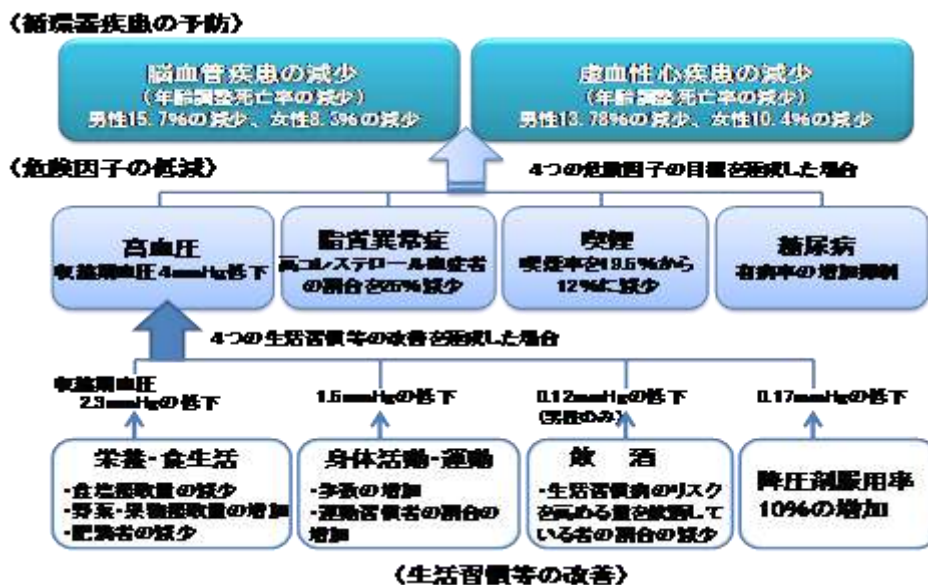 〈循環器疾患の予防〉
脳血管疾患の減少
(年齢調整死亡率の減少)
男性15.7%の減少、女性8.3%の減少
虚血性心疾患の減少
(年齢調整死亡率の減少)
男性13.7%の減少、女性10.4%の減少
〈危険因子の低減〉
4つの危険因子の目標を達成した場合
高血圧
収縮期血圧4mmHg低下
脂質異常症
高コレステロール血症者
の割合を25%減少
喫煙
喫煙率を19.5%から
12%に減少
糖尿病
有病率の増加抑制
4つの生活習慣等の改善を達成した場合
収縮期血圧
2.3mmHgの低下
1.5mmHgの低下
0.12mmHgの低下
(男性のみ)
0.17mmHgの低下
栄養・食生活
・食塩摂取量の減少
・野菜・果物摂取量の増加
・肥満者の減少
身体活動・運動
・歩数の増加
・運動習慣者の割合の
増加
飲 酒
・生活習慣病のリスク
を高める量を飲酒して
いる者の割合の減少
降圧剤服用率
10%の増加
〈生活習慣等の改善〉